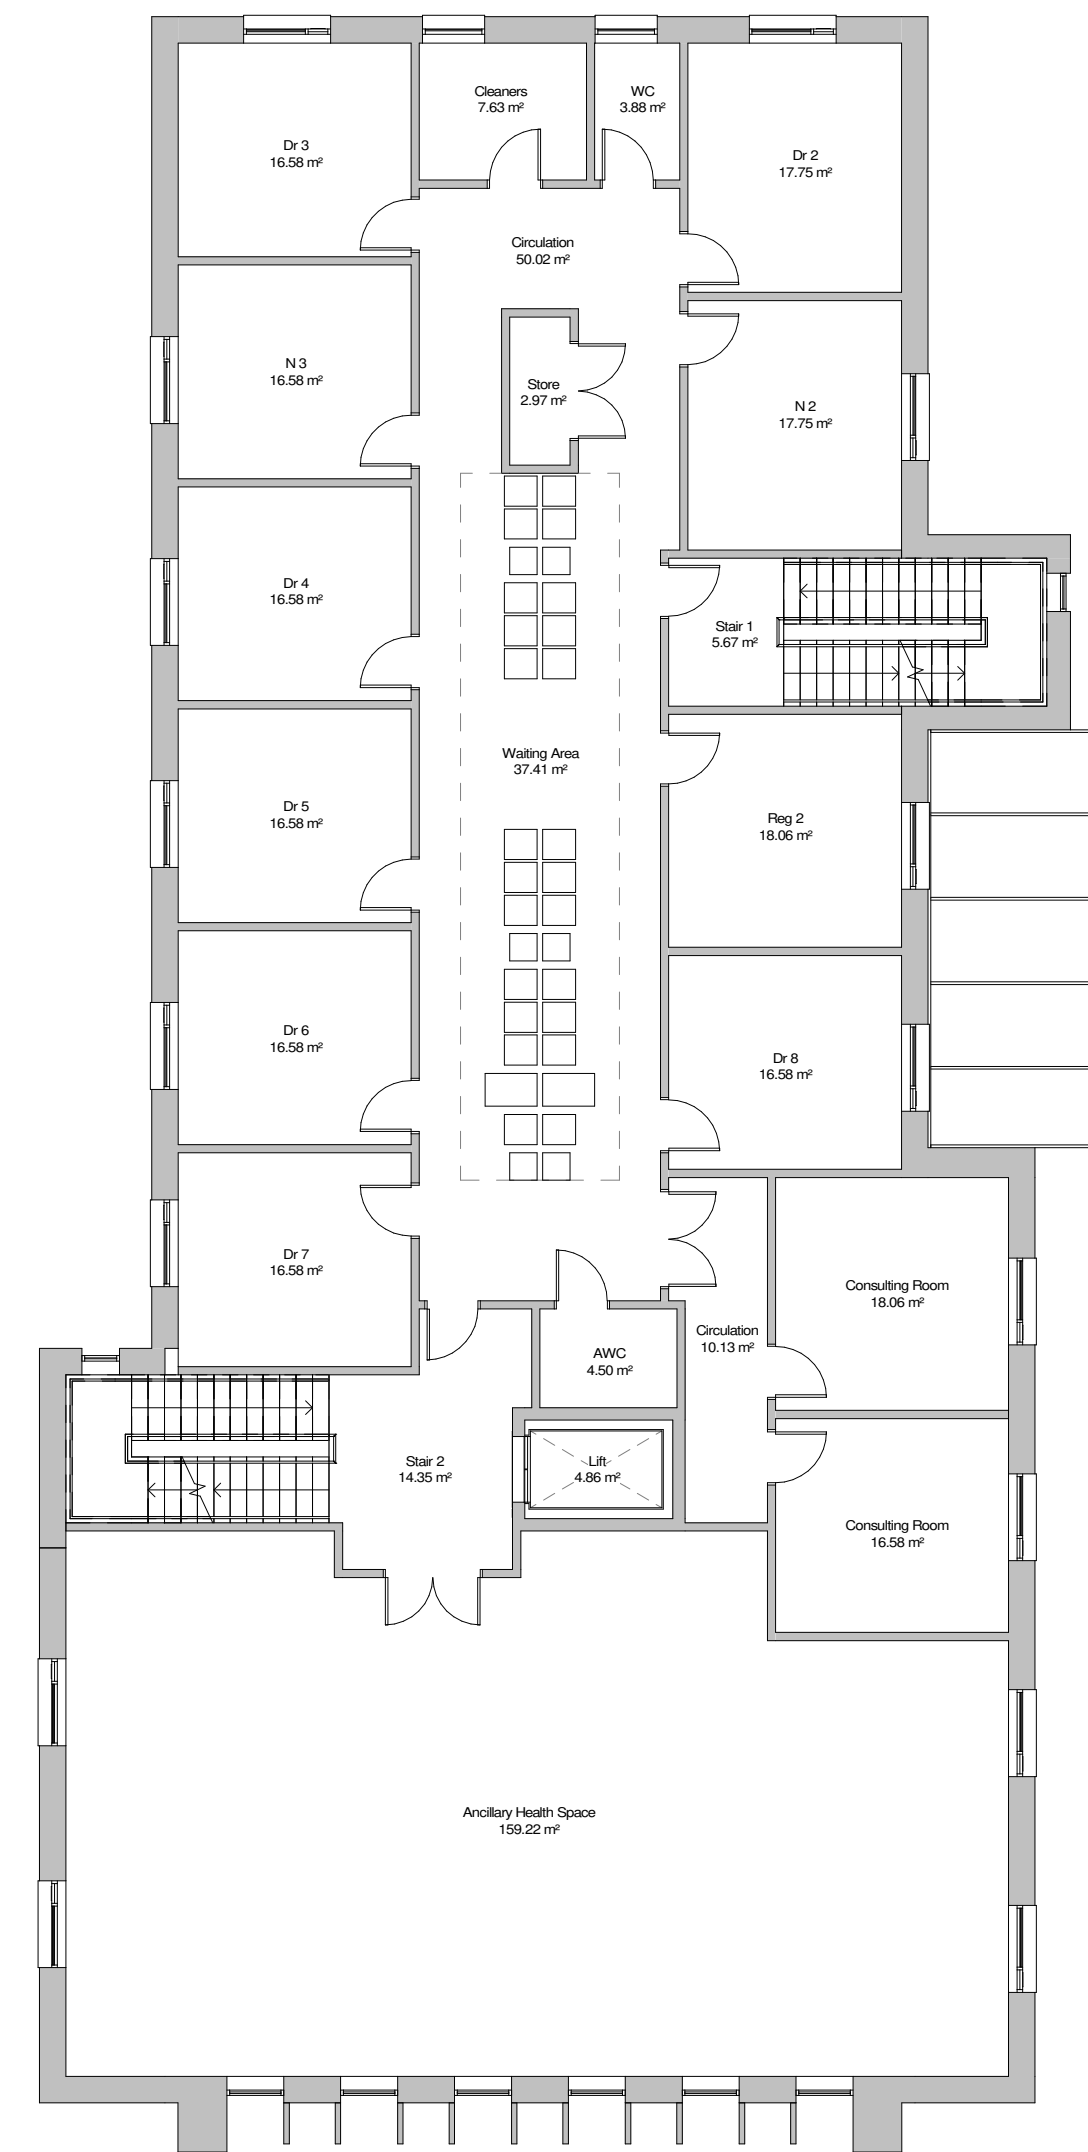 Cleaners
7.63 m²
WC
3.88 m²
Dr 3
16.58 m²
Dr 2
17.75 m²
Circulation
50.02 m²
N 3
16.58 m²
Store
2.97 m²
N 2
17.75 m²
Dr 4
16.58 m²
Stair 1
5.67 m²
Waiting Area
37.41 m²
Dr 5
16.58 m²
Reg 2
18.06 m²
Dr 6
16.58 m²
Dr 8
16.58 m²
Dr 7
16.58 m²
Consulting Room
18.06 m²
Circulation
10.13 m²
AWC
4.50 m²
Stair 2
14.35 m²
Lift
4.86 m²
Consulting Room
16.58 m²
Ancillary Health Space
159.22 m²